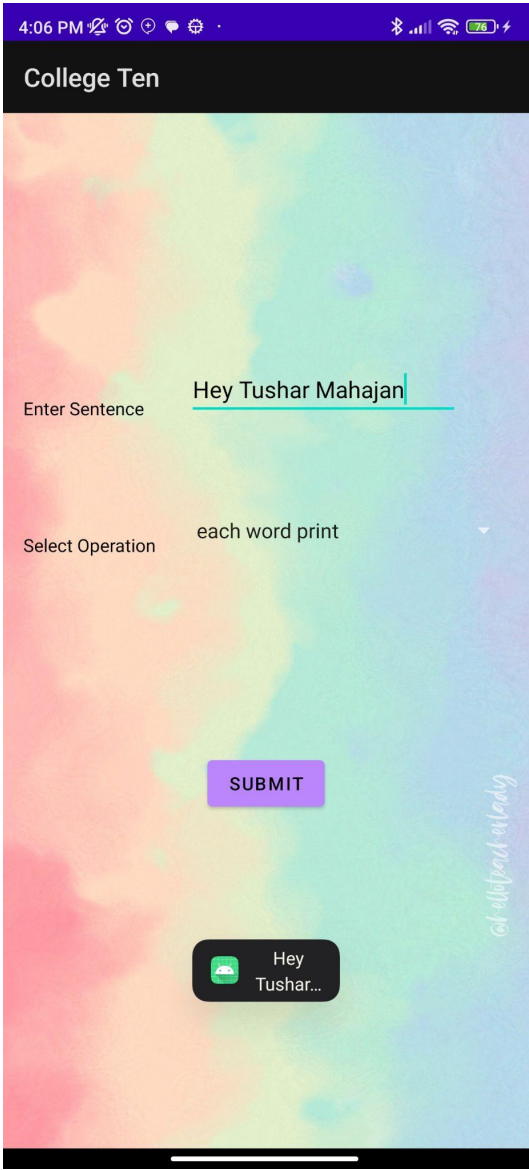 4:06 PM
76
College Ten
Hey Tushar Mahajan
Enter Sentence
each word print
Select Operation
SUBMIT
@helloteacherlady
Hey
Tushar...